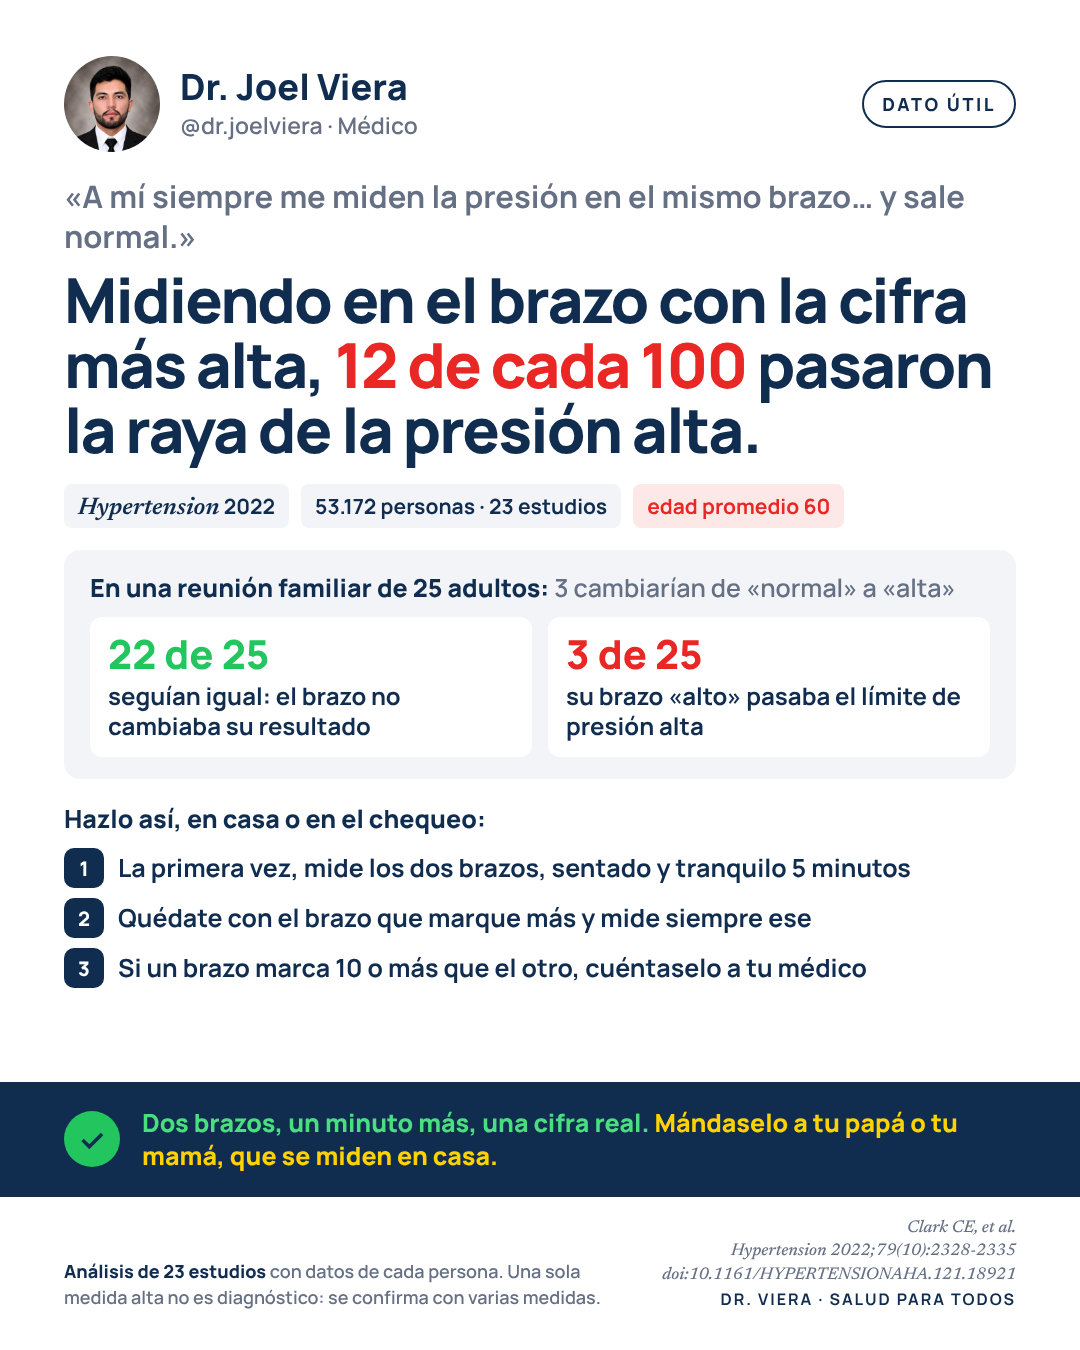 Dr. Joel Viera
@dr.joelviera · Médico
DATO ÚTIL
«A mí siempre me miden la presión en el mismo brazo… y sale
normal.»
Midiendo en el brazo con la cifra
más alta, 12 de cada 100 pasaron
la raya de la presión alta.
Hypertension 2022
53.172 personas · 23 estudios
edad promedio 60
En una reunión familiar de 25 adultos: 3 cambiarían de «normal» a «alta»
22 de 25
seguían igual: el brazo no
cambiaba su resultado
3 de 25
su brazo «alto» pasaba el límite de
presión alta
Hazlo así, en casa o en el chequeo:
1 La primera vez, mide los dos brazos, sentado y tranquilo 5 minutos
2 Quédate con el brazo que marque más y mide siempre ese
3 Si un brazo marca 10 o más que el otro, cuéntaselo a tu médico
Dos brazos, un minuto más, una cifra real. Mándaselo a tu papá o tu
mamá, que se miden en casa.
Análisis de 23 estudios con datos de cada persona. Una sola
medida alta no es diagnóstico: se confirma con varias medidas.
Clark CE, et al.
Hypertension 2022;79(10):2328-2335
doi:10.1161/HYPERTENSIONAHA.121.18921
DR. VIERA · SALUD PARA TODOS